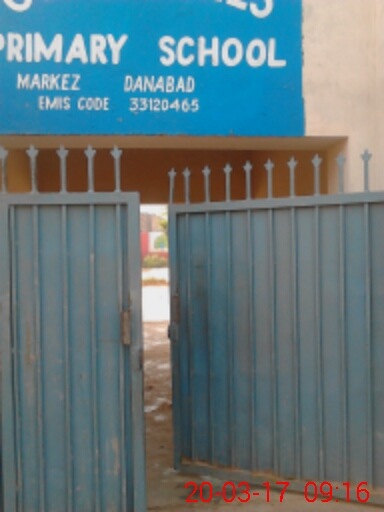 PRIMARY SCHOOL
MARKEZ DANABAD
EMIS CODE 33120465
20-03-17 09:16